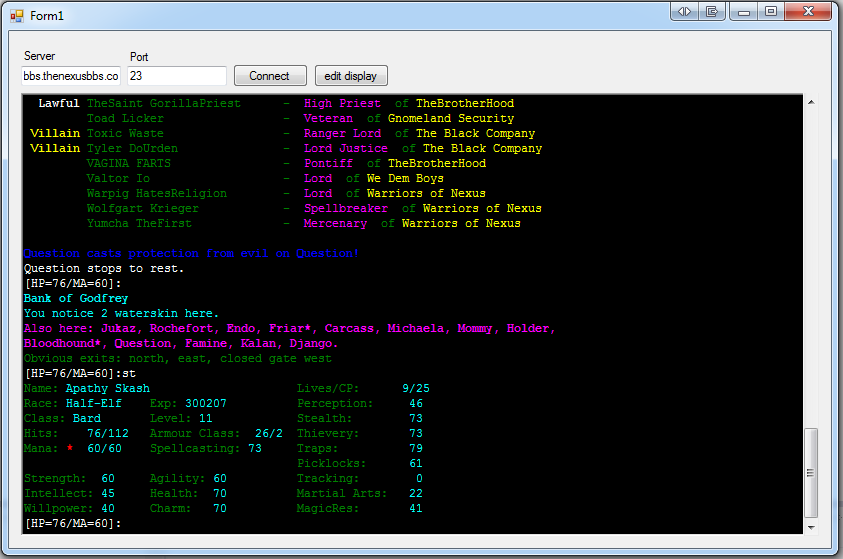 Form1
Server Port
bbs.thenexusbbs.co 23 Connect edit display
Lawful TheSaint GorillaPriest - High Priest of TheBrotherHood
Toad Licker - Veteran of Gnomeland Security
Villain Toxic Waste - Ranger Lord of The Black Company
Villain Tyler DoUrden - Lord Justice of The Black Company
VAGINA FARTS - Pontiff of TheBrotherHood
Valtor Io - Lord of We Dem Boys
Warpig HatesReligion - Lord of Warriors of Nexus
Wolfgart Krieger - Spellbreaker of Warriors of Nexus
Yumcha TheFirst - Mercenary of Warriors of Nexus
Question casts protection from evil on Question!
Question stops to rest.
[HP=76/MA=60]:
Bank of Godfrey
You notice 2 waterskin here.
Also here: Jukaz, Rochefort, Endo, Friar*, Carcass, Michaela, Mommy, Holder,
Bloodhound*, Question, Famine, Kalan, Django.
Obvious exits: north, east, closed gate west
[HP=76/MA=60]:st
Name: Apathy Skash Lives/CP: 9/25
Race: Half-Elf Exp: 300207 Perception: 46
Class: Bard Level: 11 Stealth: 73
Hits: 76/112 Armour Class: 26/2 Thievery: 73
Mana: * 60/60 Spellcasting: 73 Traps: 79
Picklocks: 61
Strength: 60 Agility: 60 Tracking: 0
Intellect: 45 Health: 70 Martial Arts: 22
Willpower: 40 Charm: 70 MagicRes: 41
[HP=76/MA=60]: